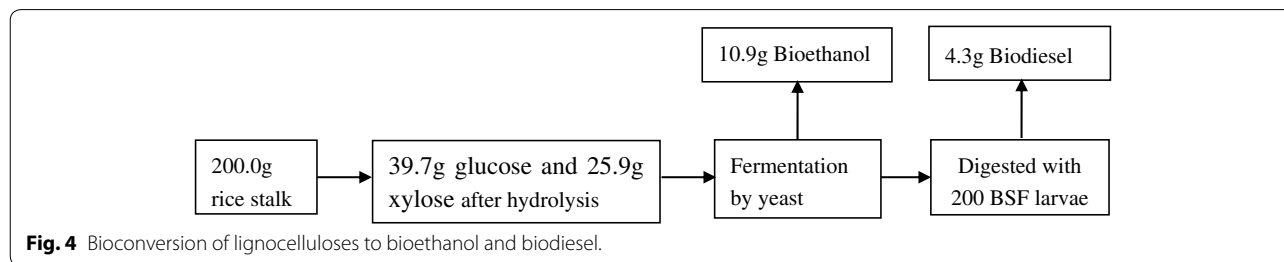 10.9g Bioethanol
4.3g Biodiesel
200.0g
rice stalk
39.7g glucose and 25.9g
xylose after hydrolysis
Fermentation
by yeast
Digested with
200 BSF larvae
Fig. 4 Bioconversion of lignocelluloses to bioethanol and biodiesel.